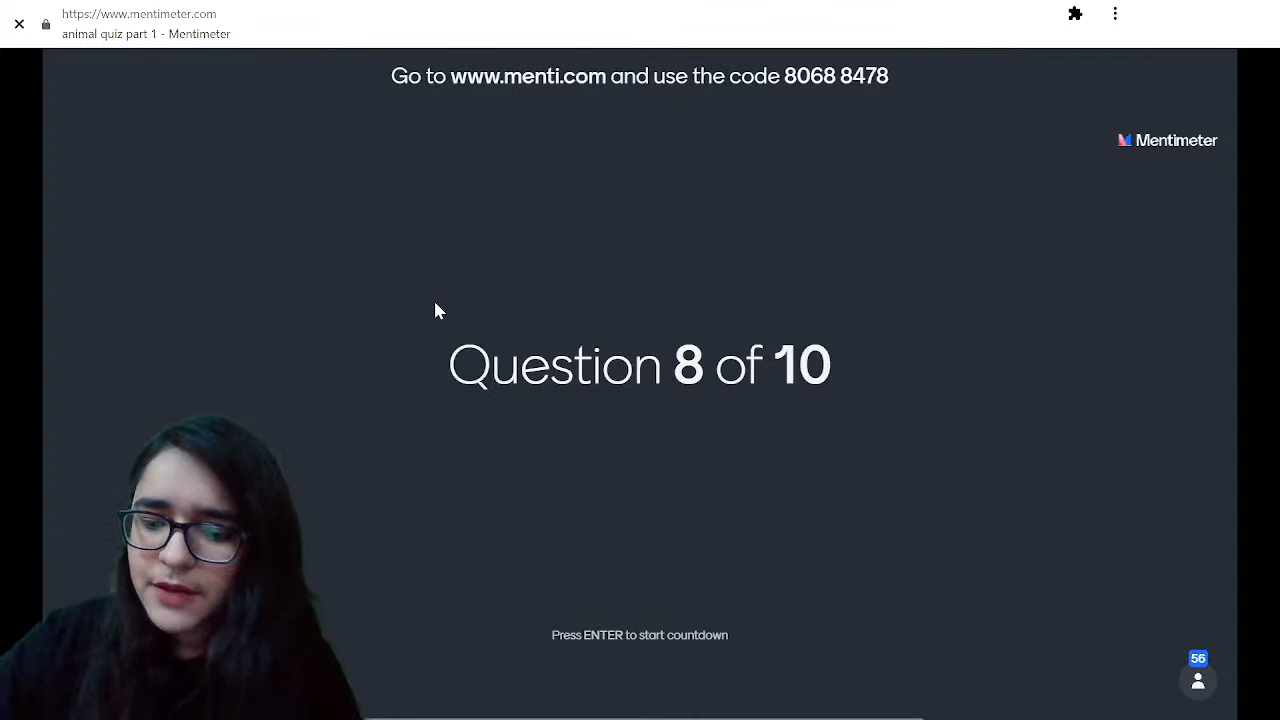 https://www.mentimeter.com
animal quiz part 1 - Mentimeter
Go to www.menti.com and use the code 8068 8478
Mentimeter
Question 8 of 10
Press ENTER to start countdown
56